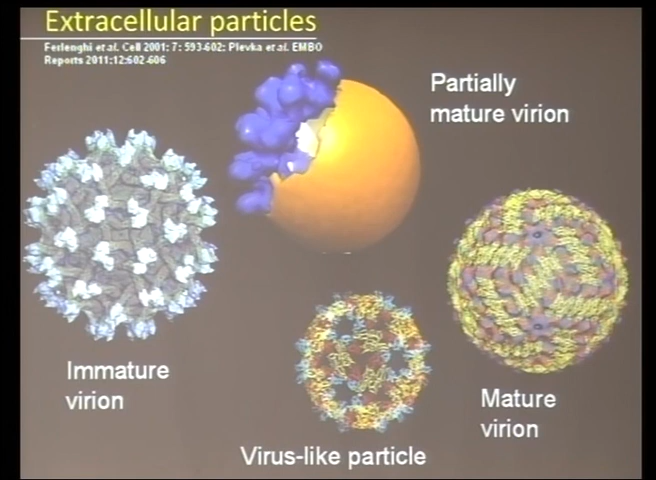 Extracellular particles
Ferlenghi et al. Cell 2001: 7: 593-602; Plevka et al. EMBO
Reports 2011:12:602-606
Partially
mature virion
Immature
virion
Mature
virion
Virus-like particle